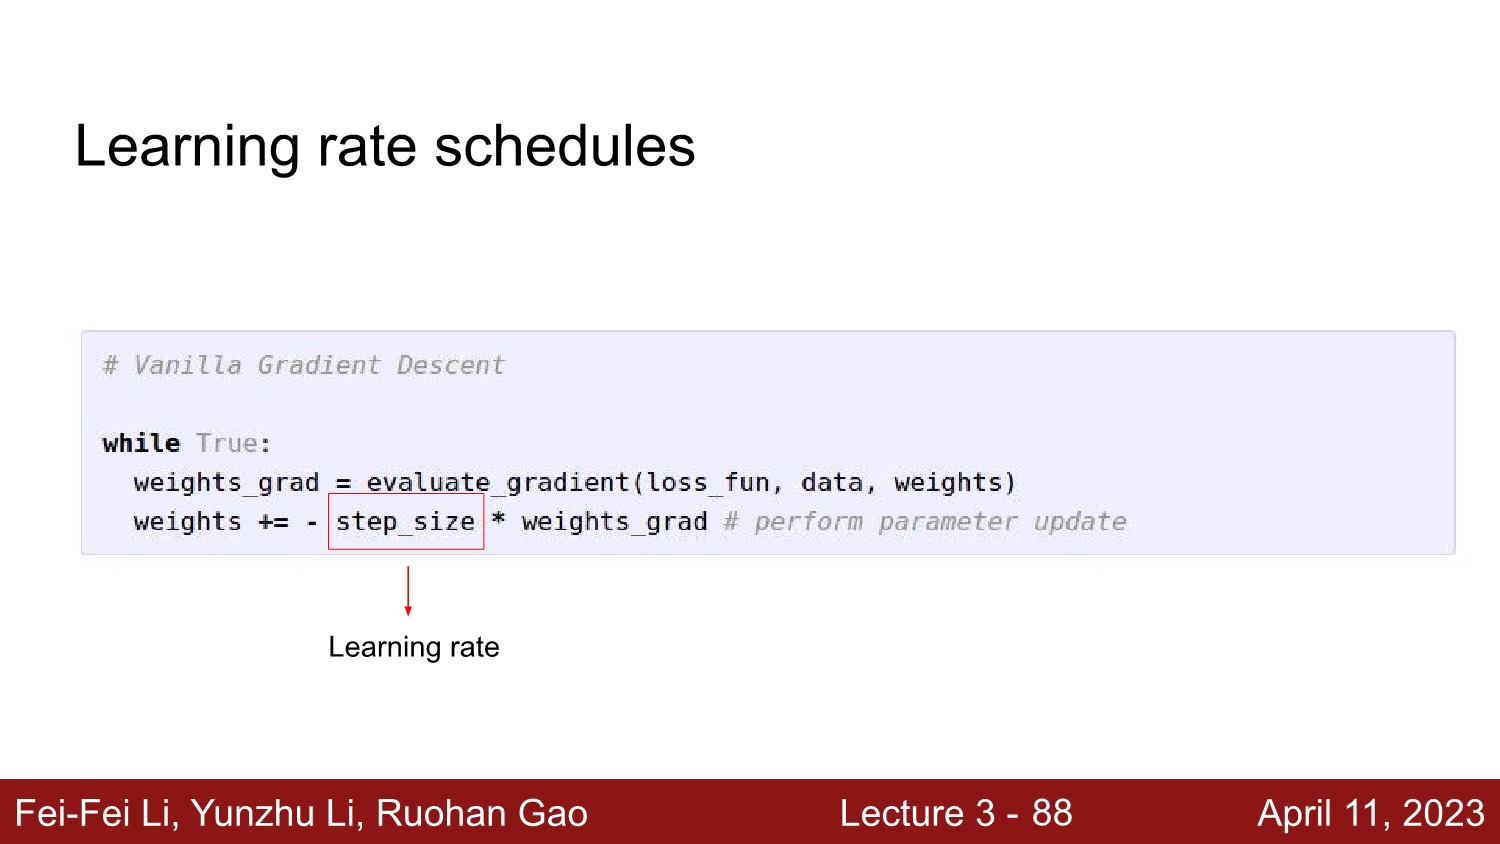 Learning rate schedules
# Vanilla Gradient Descent
while True:
  weights_grad = evaluate_gradient(loss_fun, data, weights)
  weights += - step_size * weights_grad # perform parameter update
Learning rate
Fei-Fei Li, Yunzhu Li, Ruohan Gao Lecture 3 - 88 April 11, 2023